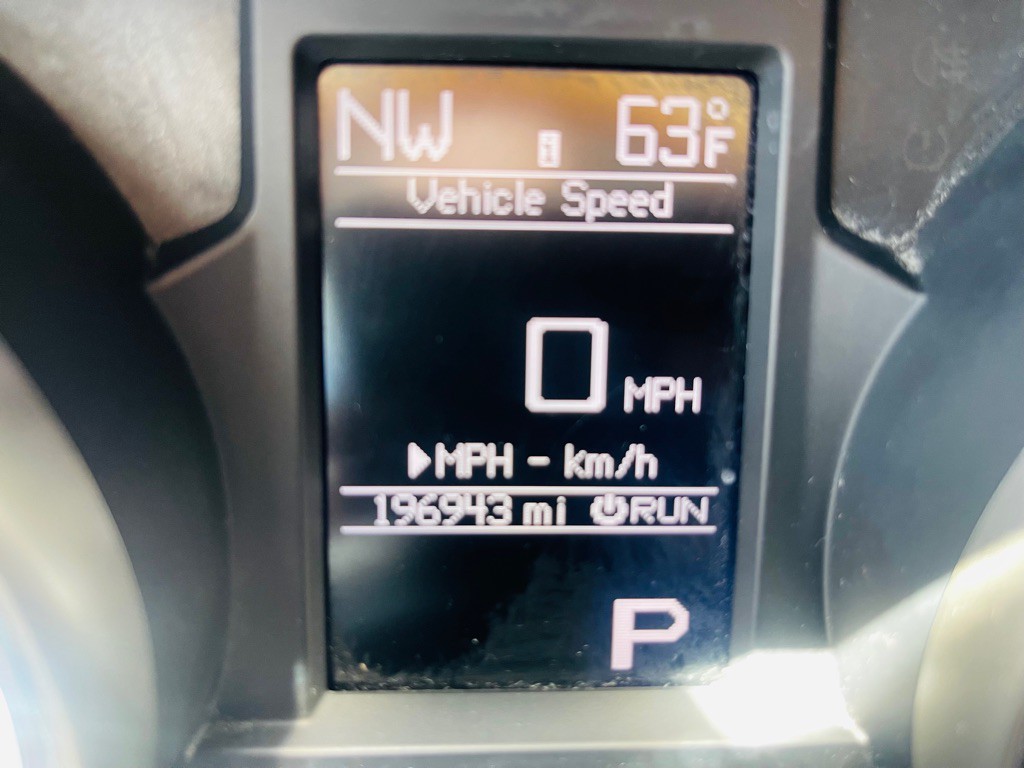 NW i 63°F
Vehicle Speed
0 MPH
▶MPH - km/h
196943 mi ⏻RUN
P